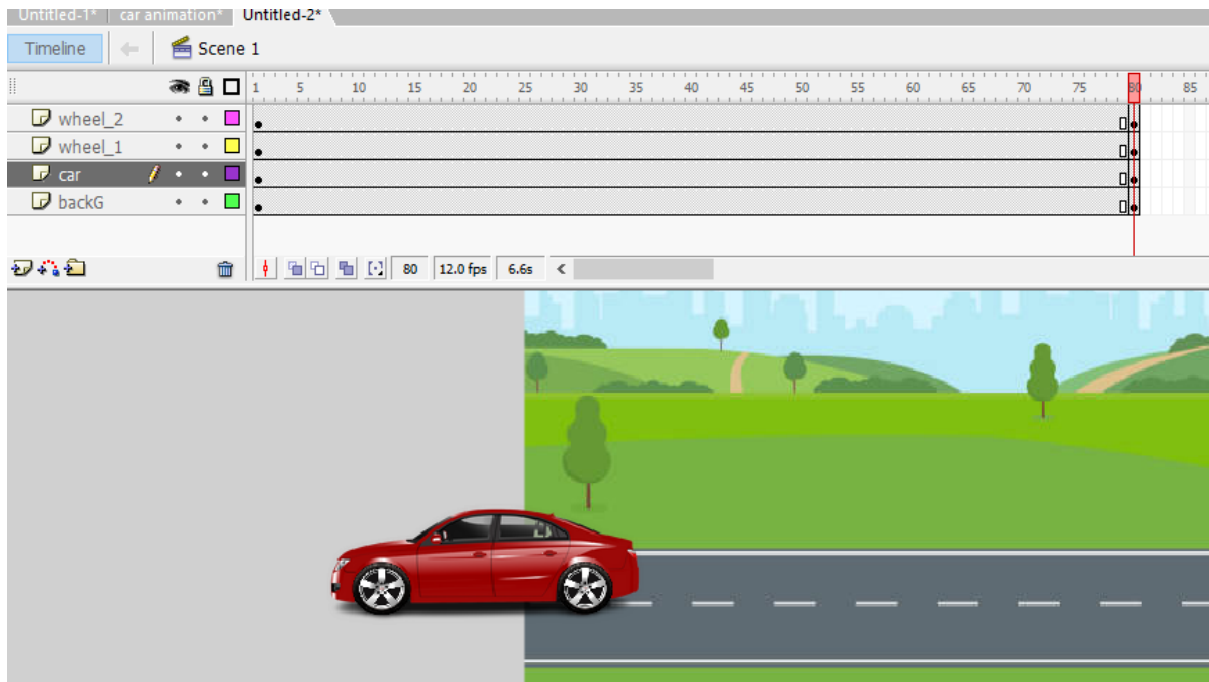 Untitled-1* car animation* Untitled-2*
Timeline Scene 1
1 5 10 15 20 25 30 35 40 45 50 55 60 65 70 75 80 85
wheel_2
wheel_1
car
backG
80 12.0 fps 6.6s